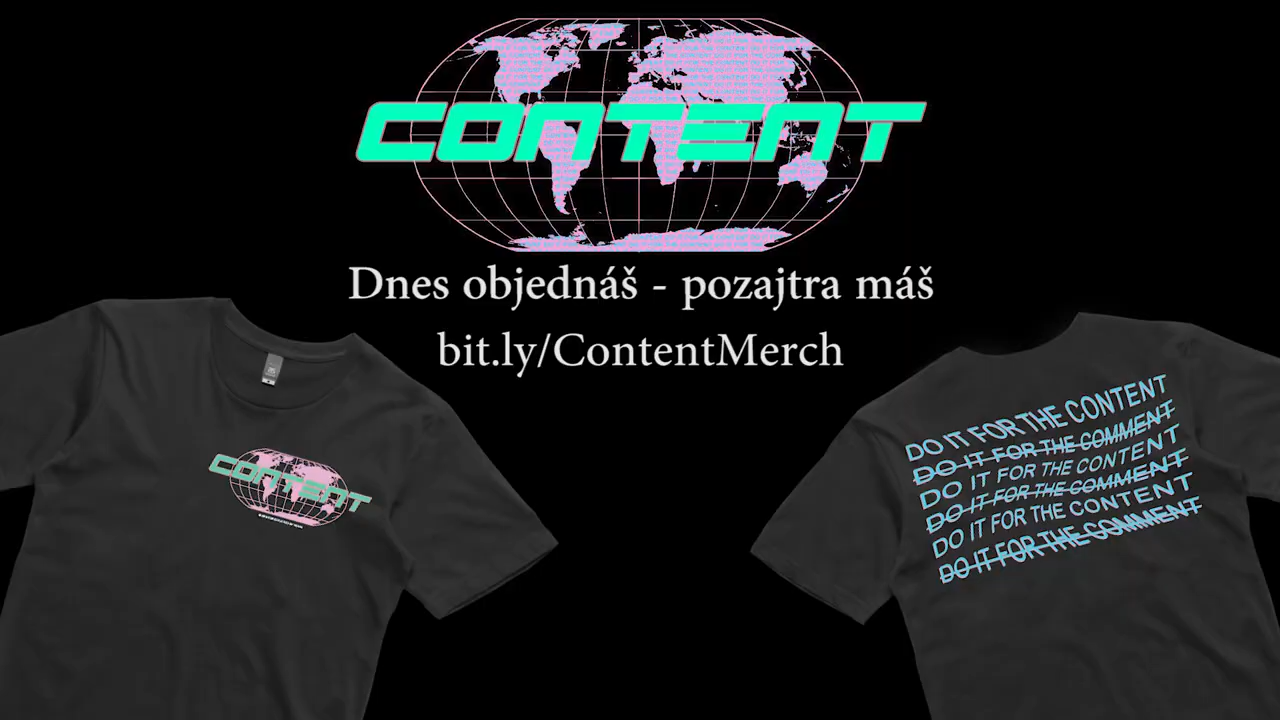 CONTENT
Dnes objednáš - pozajtra máš
bit.ly/ContentMerch
CONTENT
DO IT FOR THE CONTENT
DO IT FOR THE COMMENT
DO IT FOR THE CONTENT
DO IT FOR THE COMMENT
DO IT FOR THE CONTENT
DO IT FOR THE COMMENT